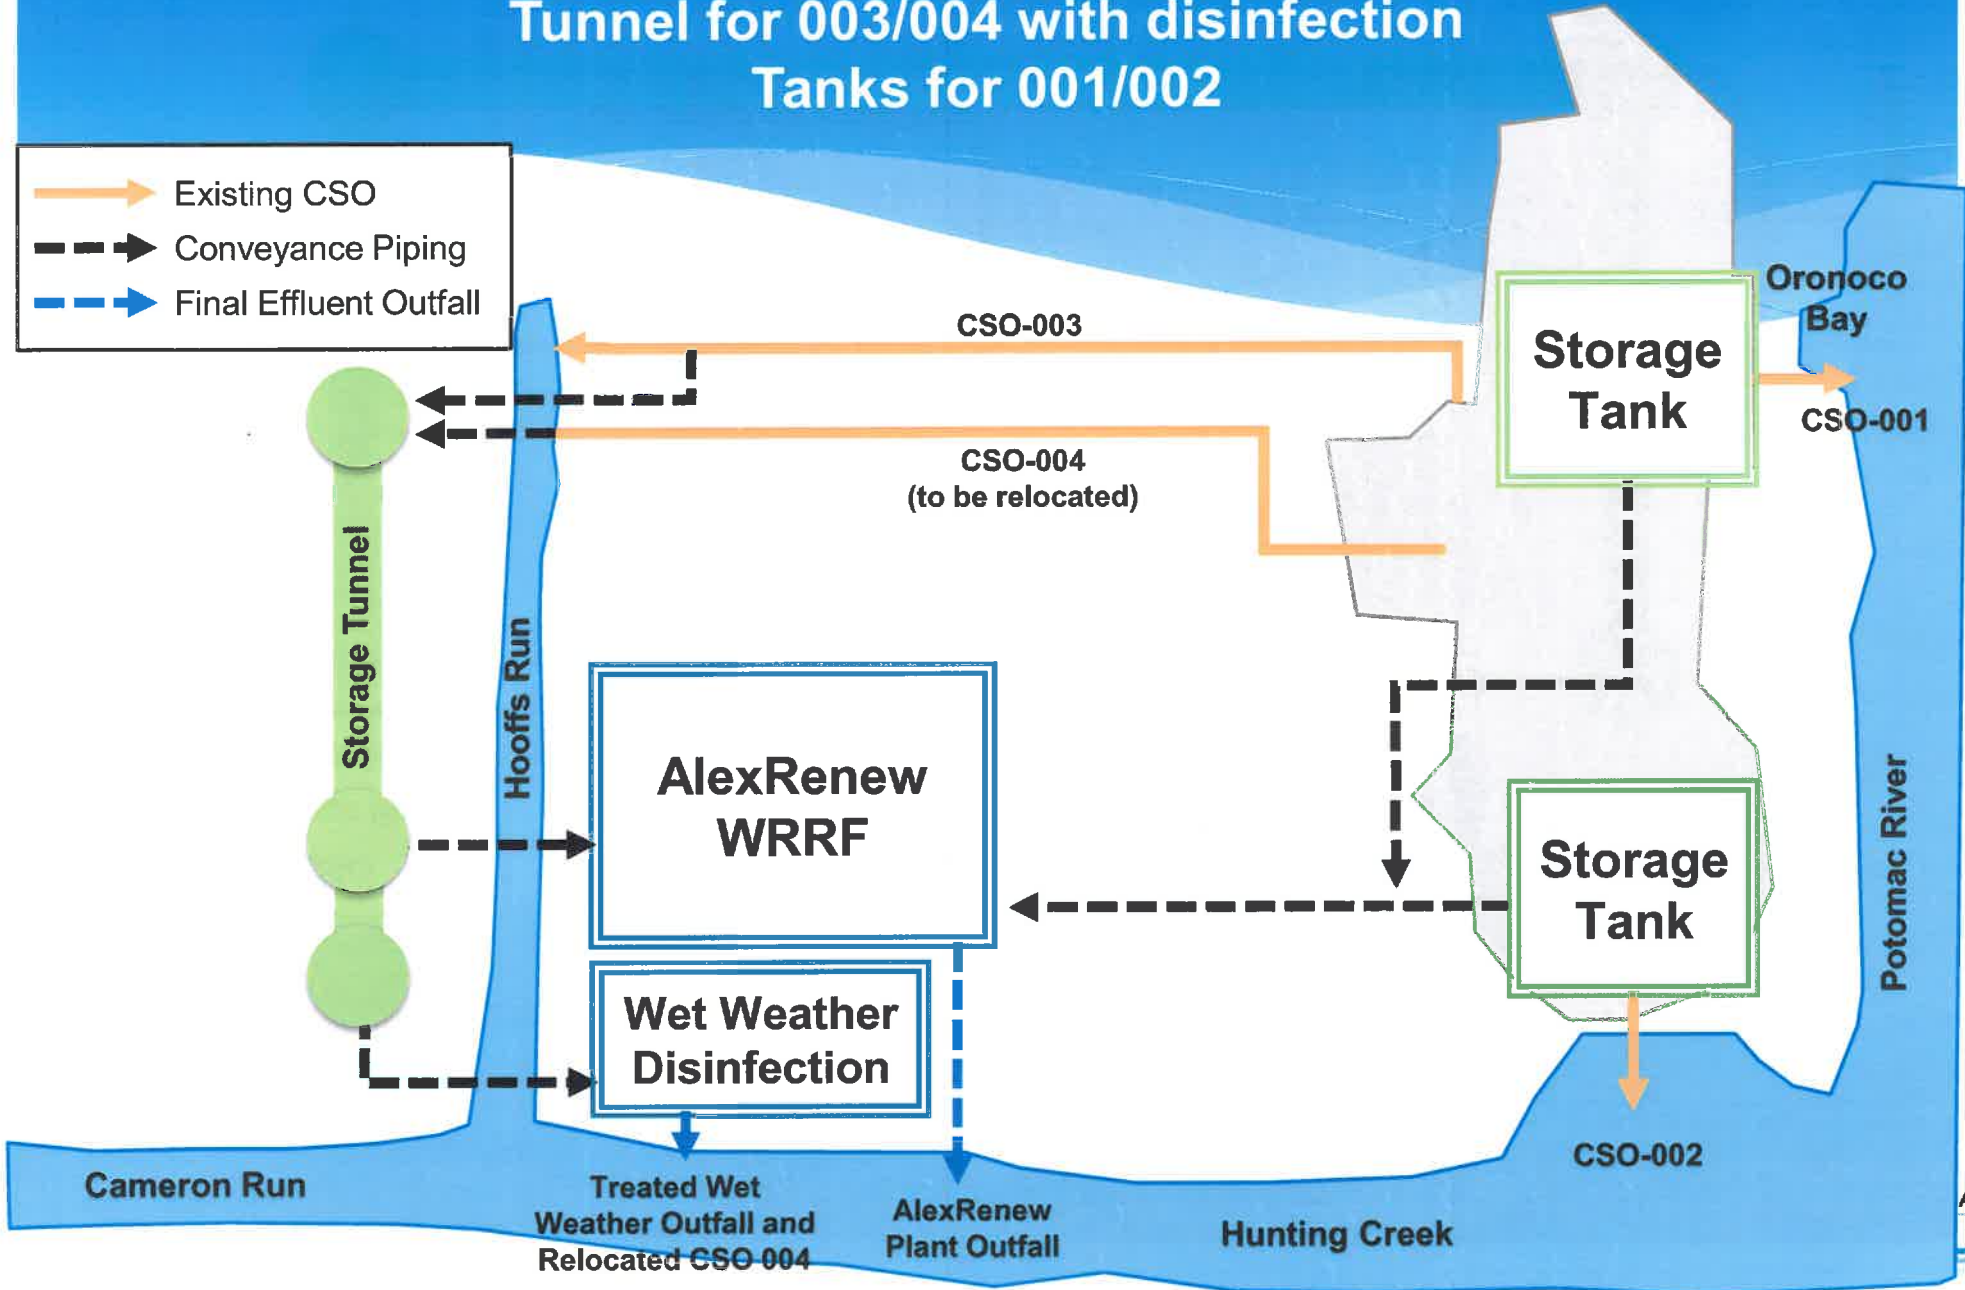 Tunnel for 003/004 with disinfection
Tanks for 001/002
Existing CSO
Conveyance Piping
Final Effluent Outfall
CSO-003
CSO-004
(to be relocated)
Storage
Tank
Oronoco
Bay
CSO-001
Storage Tunnel
Hooffs Run
AlexRenew
WRRF
Wet Weather
Disinfection
Storage
Tank
Potomac River
CSO-002
Cameron Run
Treated Wet
Weather Outfall and
Relocated CSO 004
AlexRenew
Plant Outfall
Hunting Creek